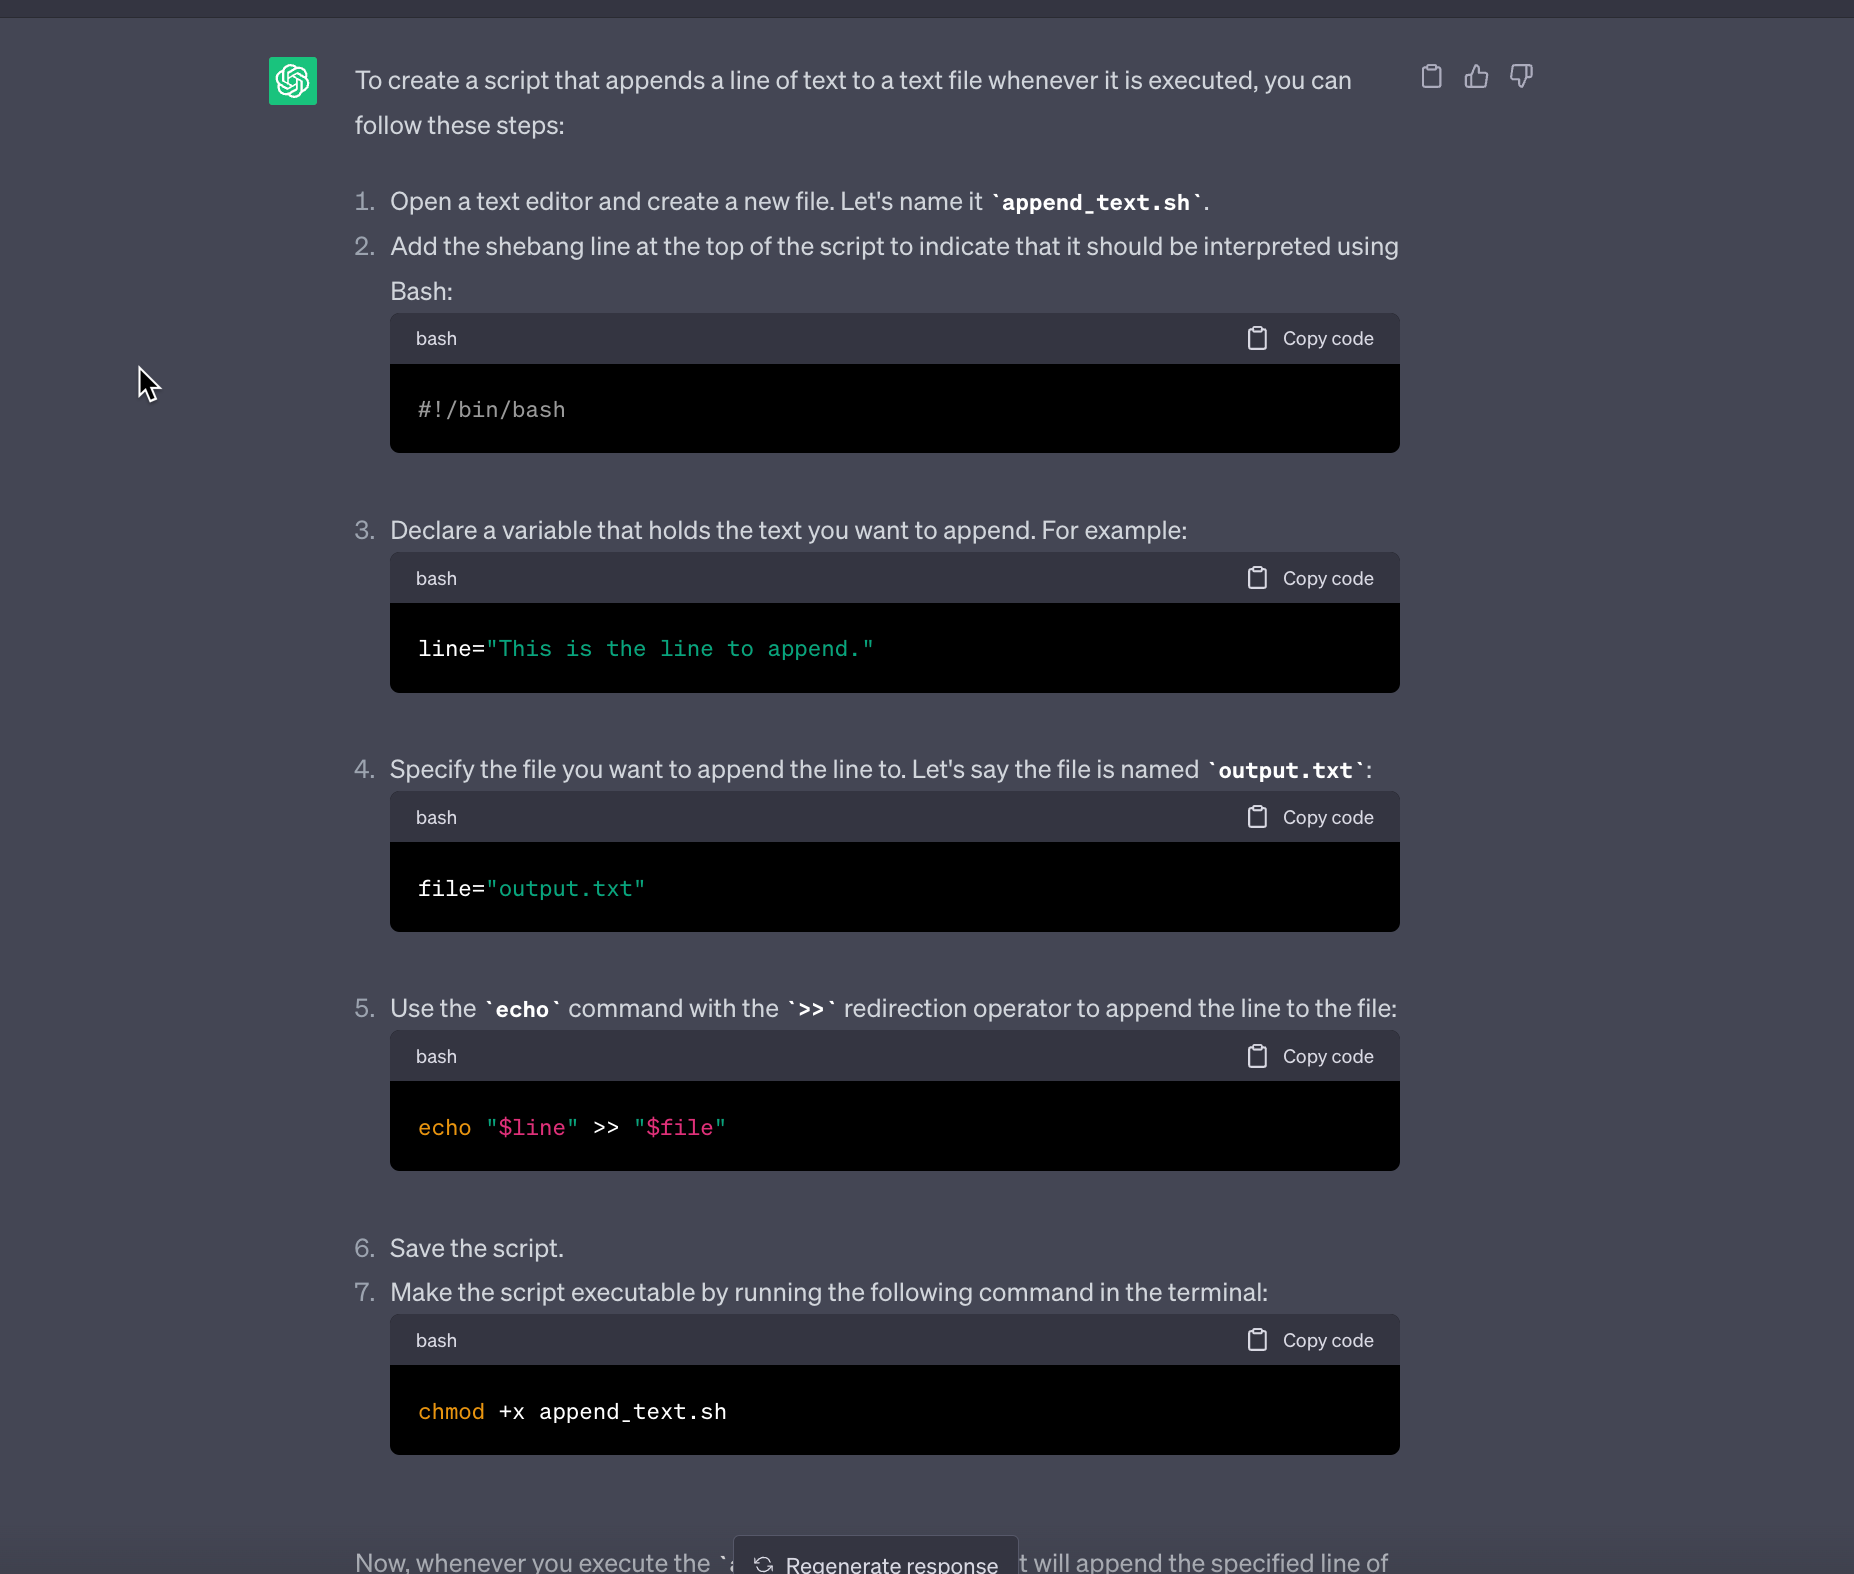 To create a script that appends a line of text to a text file whenever it is executed, you can
follow these steps:
1. Open a text editor and create a new file. Let's name it `append_text.sh`.
2. Add the shebang line at the top of the script to indicate that it should be interpreted using
Bash:
bash Copy code
#!/bin/bash
3. Declare a variable that holds the text you want to append. For example:
bash Copy code
line="This is the line to append."
4. Specify the file you want to append the line to. Let's say the file is named `output.txt`:
bash Copy code
file="output.txt"
5. Use the `echo` command with the `>>` redirection operator to append the line to the file:
bash Copy code
echo "$line" >> "$file"
6. Save the script.
7. Make the script executable by running the following command in the terminal:
bash Copy code
chmod +x append_text.sh
Now, whenever you execute the
Regenerate response
will append the specified line of